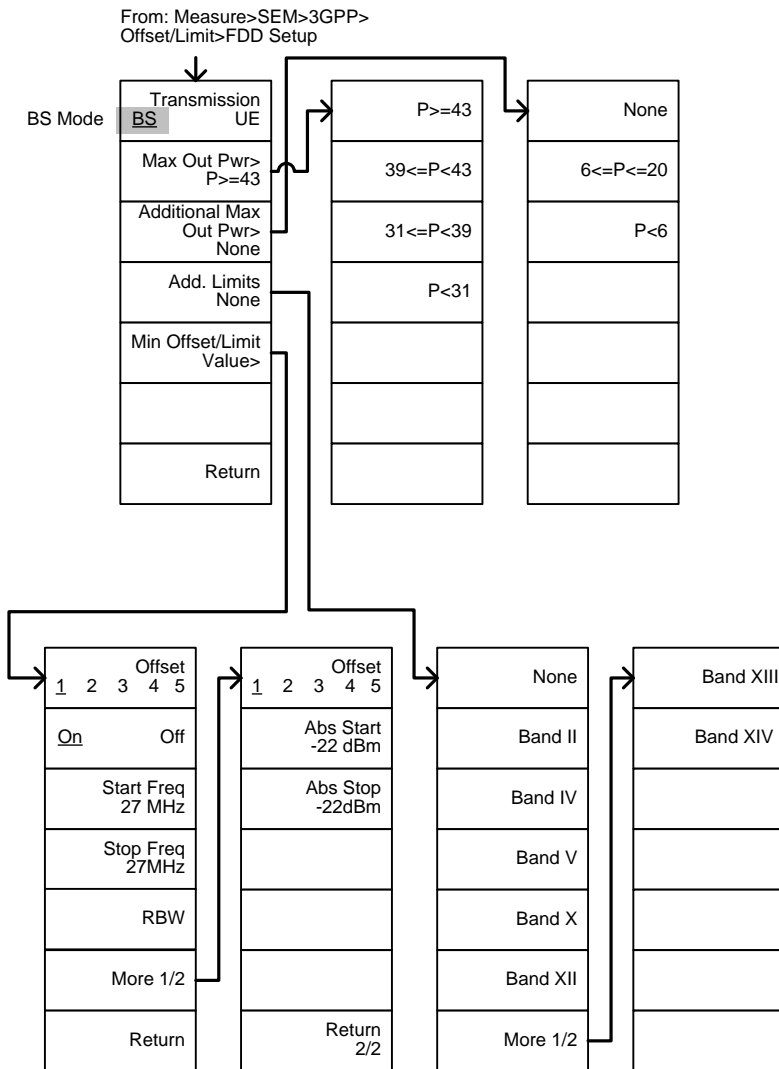 From: Measure>SEM>3GPP>
Offset/Limit>FDD Setup
BS Mode
Transmission
BS UE
Max Out Pwr>
P>=43
Additional Max
Out Pwr>
None
Add. Limits
None
Min Offset/Limit
Value>
Return
P>=43
39<=P<43
31<=P<39
P<31
None
6<=P<=20
P<6
Offset
1 2 3 4 5
On Off
Start Freq
27 MHz
Stop Freq
27MHz
RBW
More 1/2
Return
Offset
1 2 3 4 5
Abs Start
-22 dBm
Abs Stop
-22dBm
Return
2/2
None
Band II
Band IV
Band V
Band X
Band XII
More 1/2
Band XIII
Band XIV